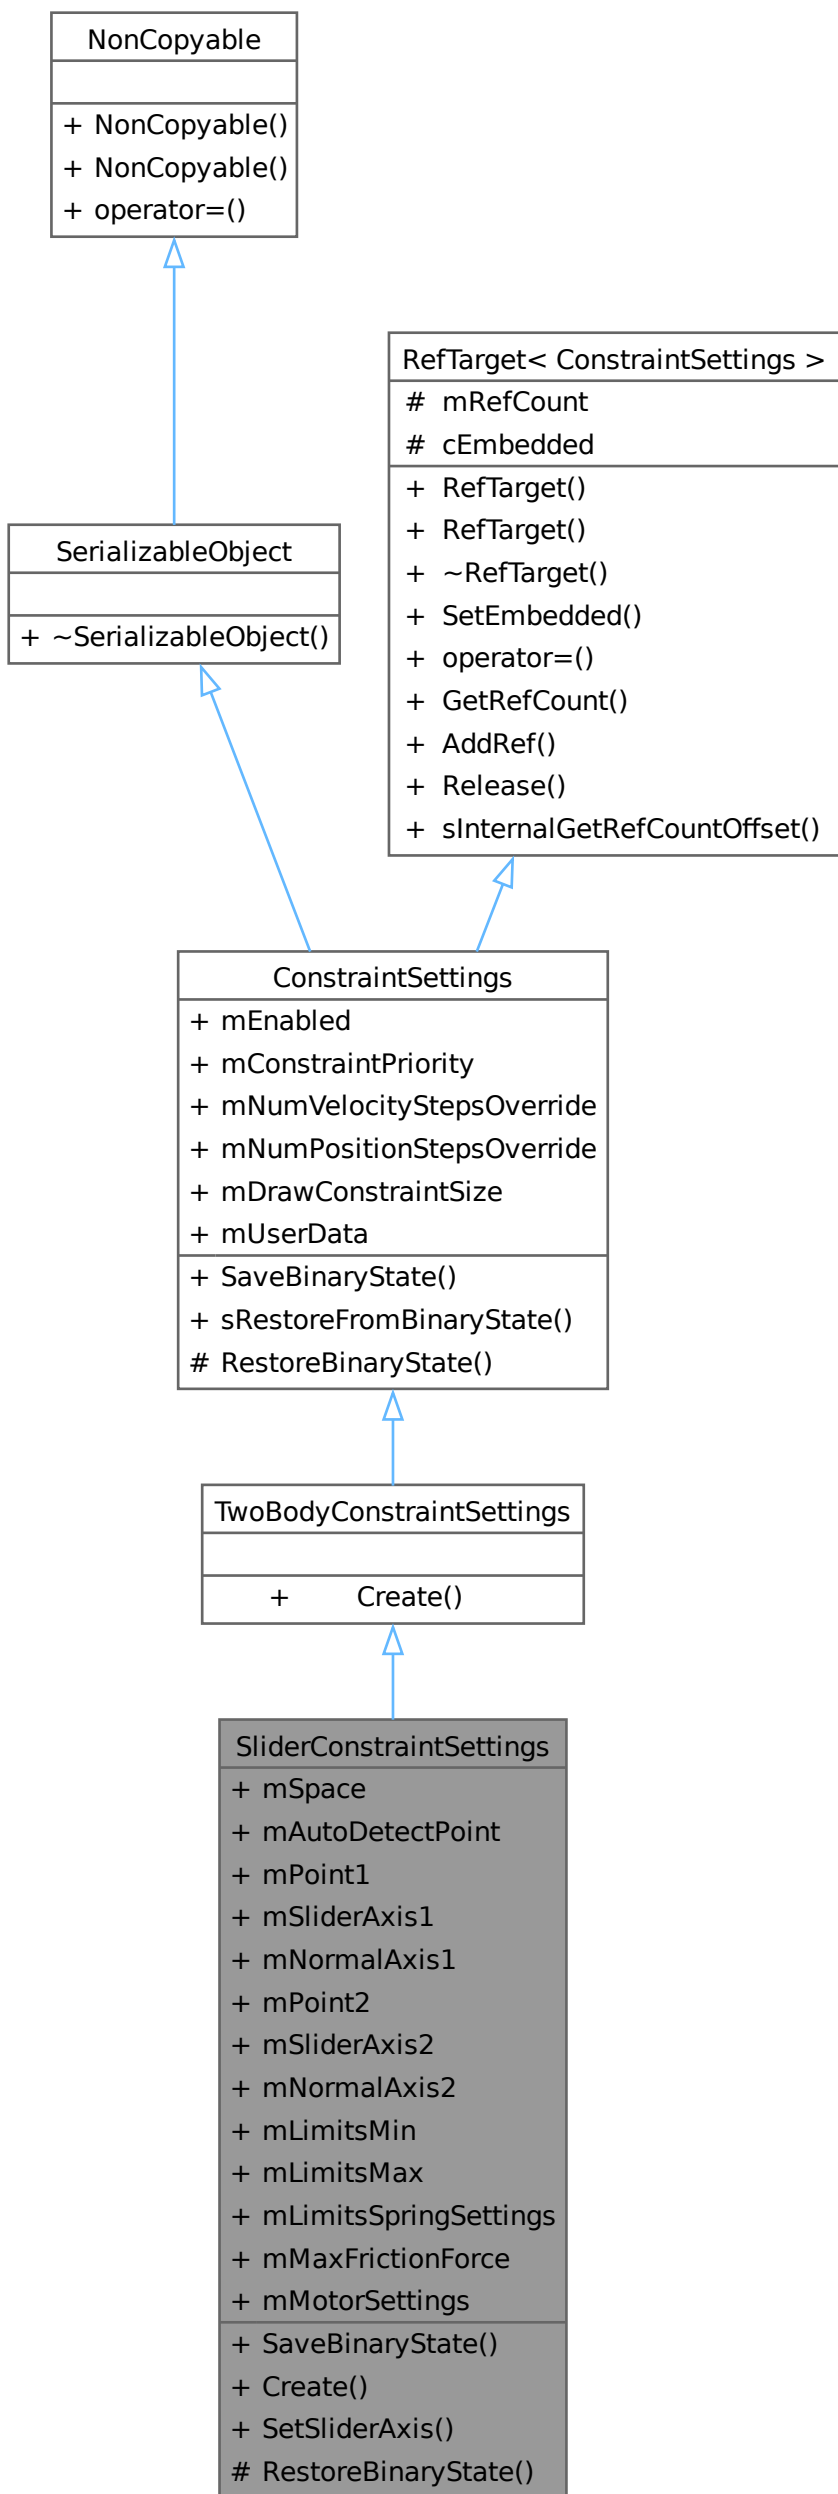 NonCopyable
+ NonCopyable()
+ NonCopyable()
+ operator=()
RefTarget< ConstraintSettings >
# mRefCount
# cEmbedded
+ RefTarget()
+ RefTarget()
+ ~RefTarget()
+ SetEmbedded()
+ operator=()
+ GetRefCount()
+ AddRef()
+ Release()
+ sInternalGetRefCountOffset()
SerializableObject
+ ~SerializableObject()
ConstraintSettings
+ mEnabled
+ mConstraintPriority
+ mNumVelocityStepsOverride
+ mNumPositionStepsOverride
+ mDrawConstraintSize
+ mUserData
+ SaveBinaryState()
+ sRestoreFromBinaryState()
# RestoreBinaryState()
TwoBodyConstraintSettings
+ Create()
SliderConstraintSettings
+ mSpace
+ mAutoDetectPoint
+ mPoint1
+ mSliderAxis1
+ mNormalAxis1
+ mPoint2
+ mSliderAxis2
+ mNormalAxis2
+ mLimitsMin
+ mLimitsMax
+ mLimitsSpringSettings
+ mMaxFrictionForce
+ mMotorSettings
+ SaveBinaryState()
+ Create()
+ SetSliderAxis()
# RestoreBinaryState()